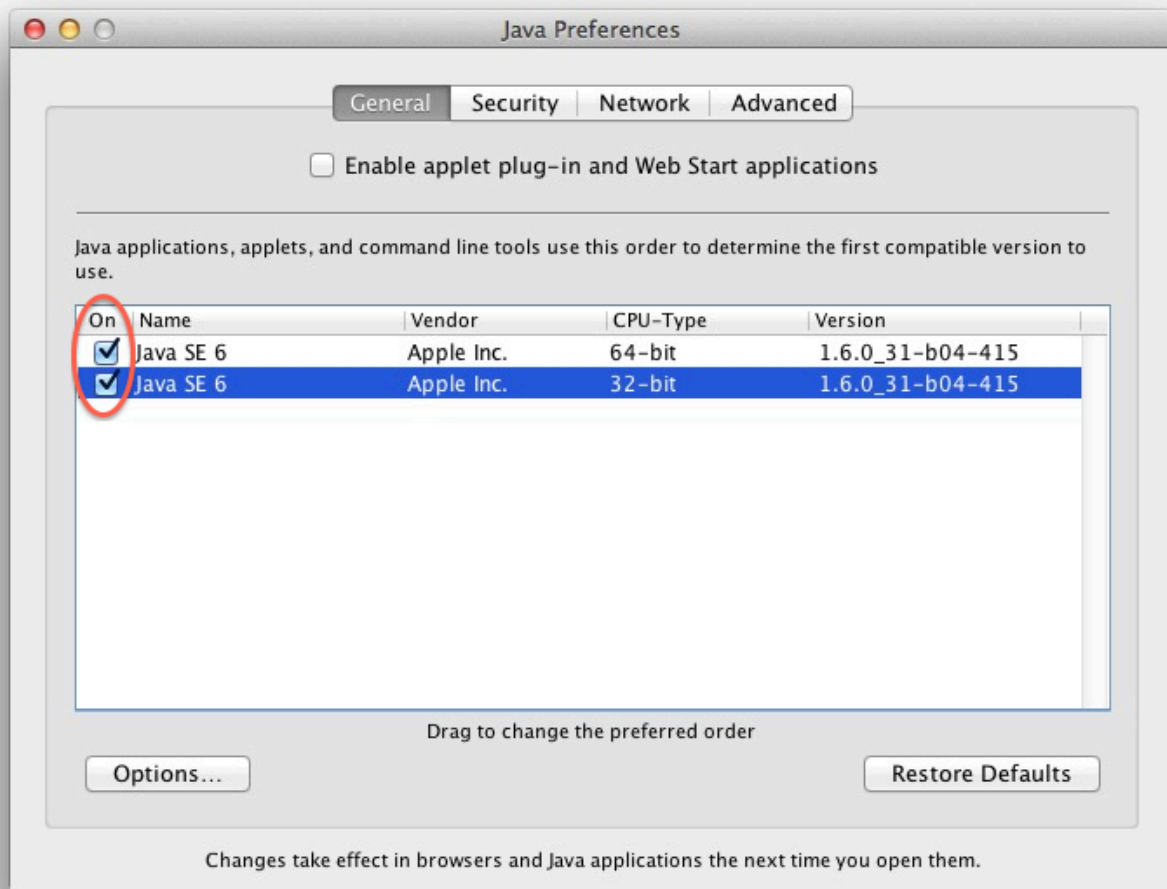 Java Preferences
General Security Network Advanced
Enable applet plug-in and Web Start applications
Java applications, applets, and command line tools use this order to determine the first compatible version to
use.
On Name Vendor CPU-Type Version
Java SE 6 Apple Inc. 64-bit 1.6.0_31-b04-415
Java SE 6 Apple Inc. 32-bit 1.6.0_31-b04-415
Drag to change the preferred order
Options... Restore Defaults
Changes take effect in browsers and Java applications the next time you open them.